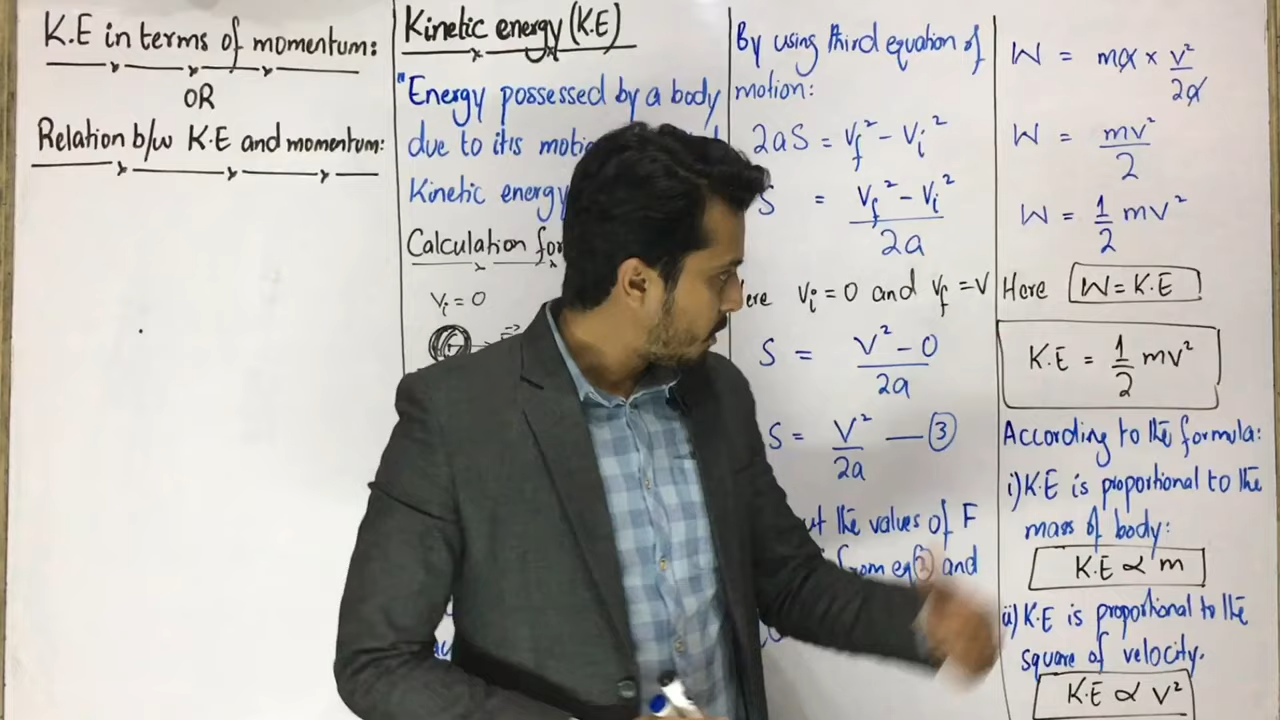 K.E in terms of momentum:
OR
Relation b/w K.E and momentum:
Kinetic energy (K.E)
"Energy possessed by a body
due to it's
Kinetic energy
Calculation for
Vi = 0
By using third equation of
motion:
2aS = Vf² - Vi²
S = Vf² - Vi² / 2a
Vi = 0 and Vf = V
S = V² - 0 / 2a
S = V² / 2a — ③
the values of F
from eq ② and
W = ma × v² / 2a
W = mv² / 2
W = 1/2 mv²
Here W = K.E
K.E = 1/2 mv²
According to the formula:
i) K.E is proportional to the
mass of body:
K.E ∝ m
ii) K.E is proportional to the
square of velocity.
K.E ∝ V²